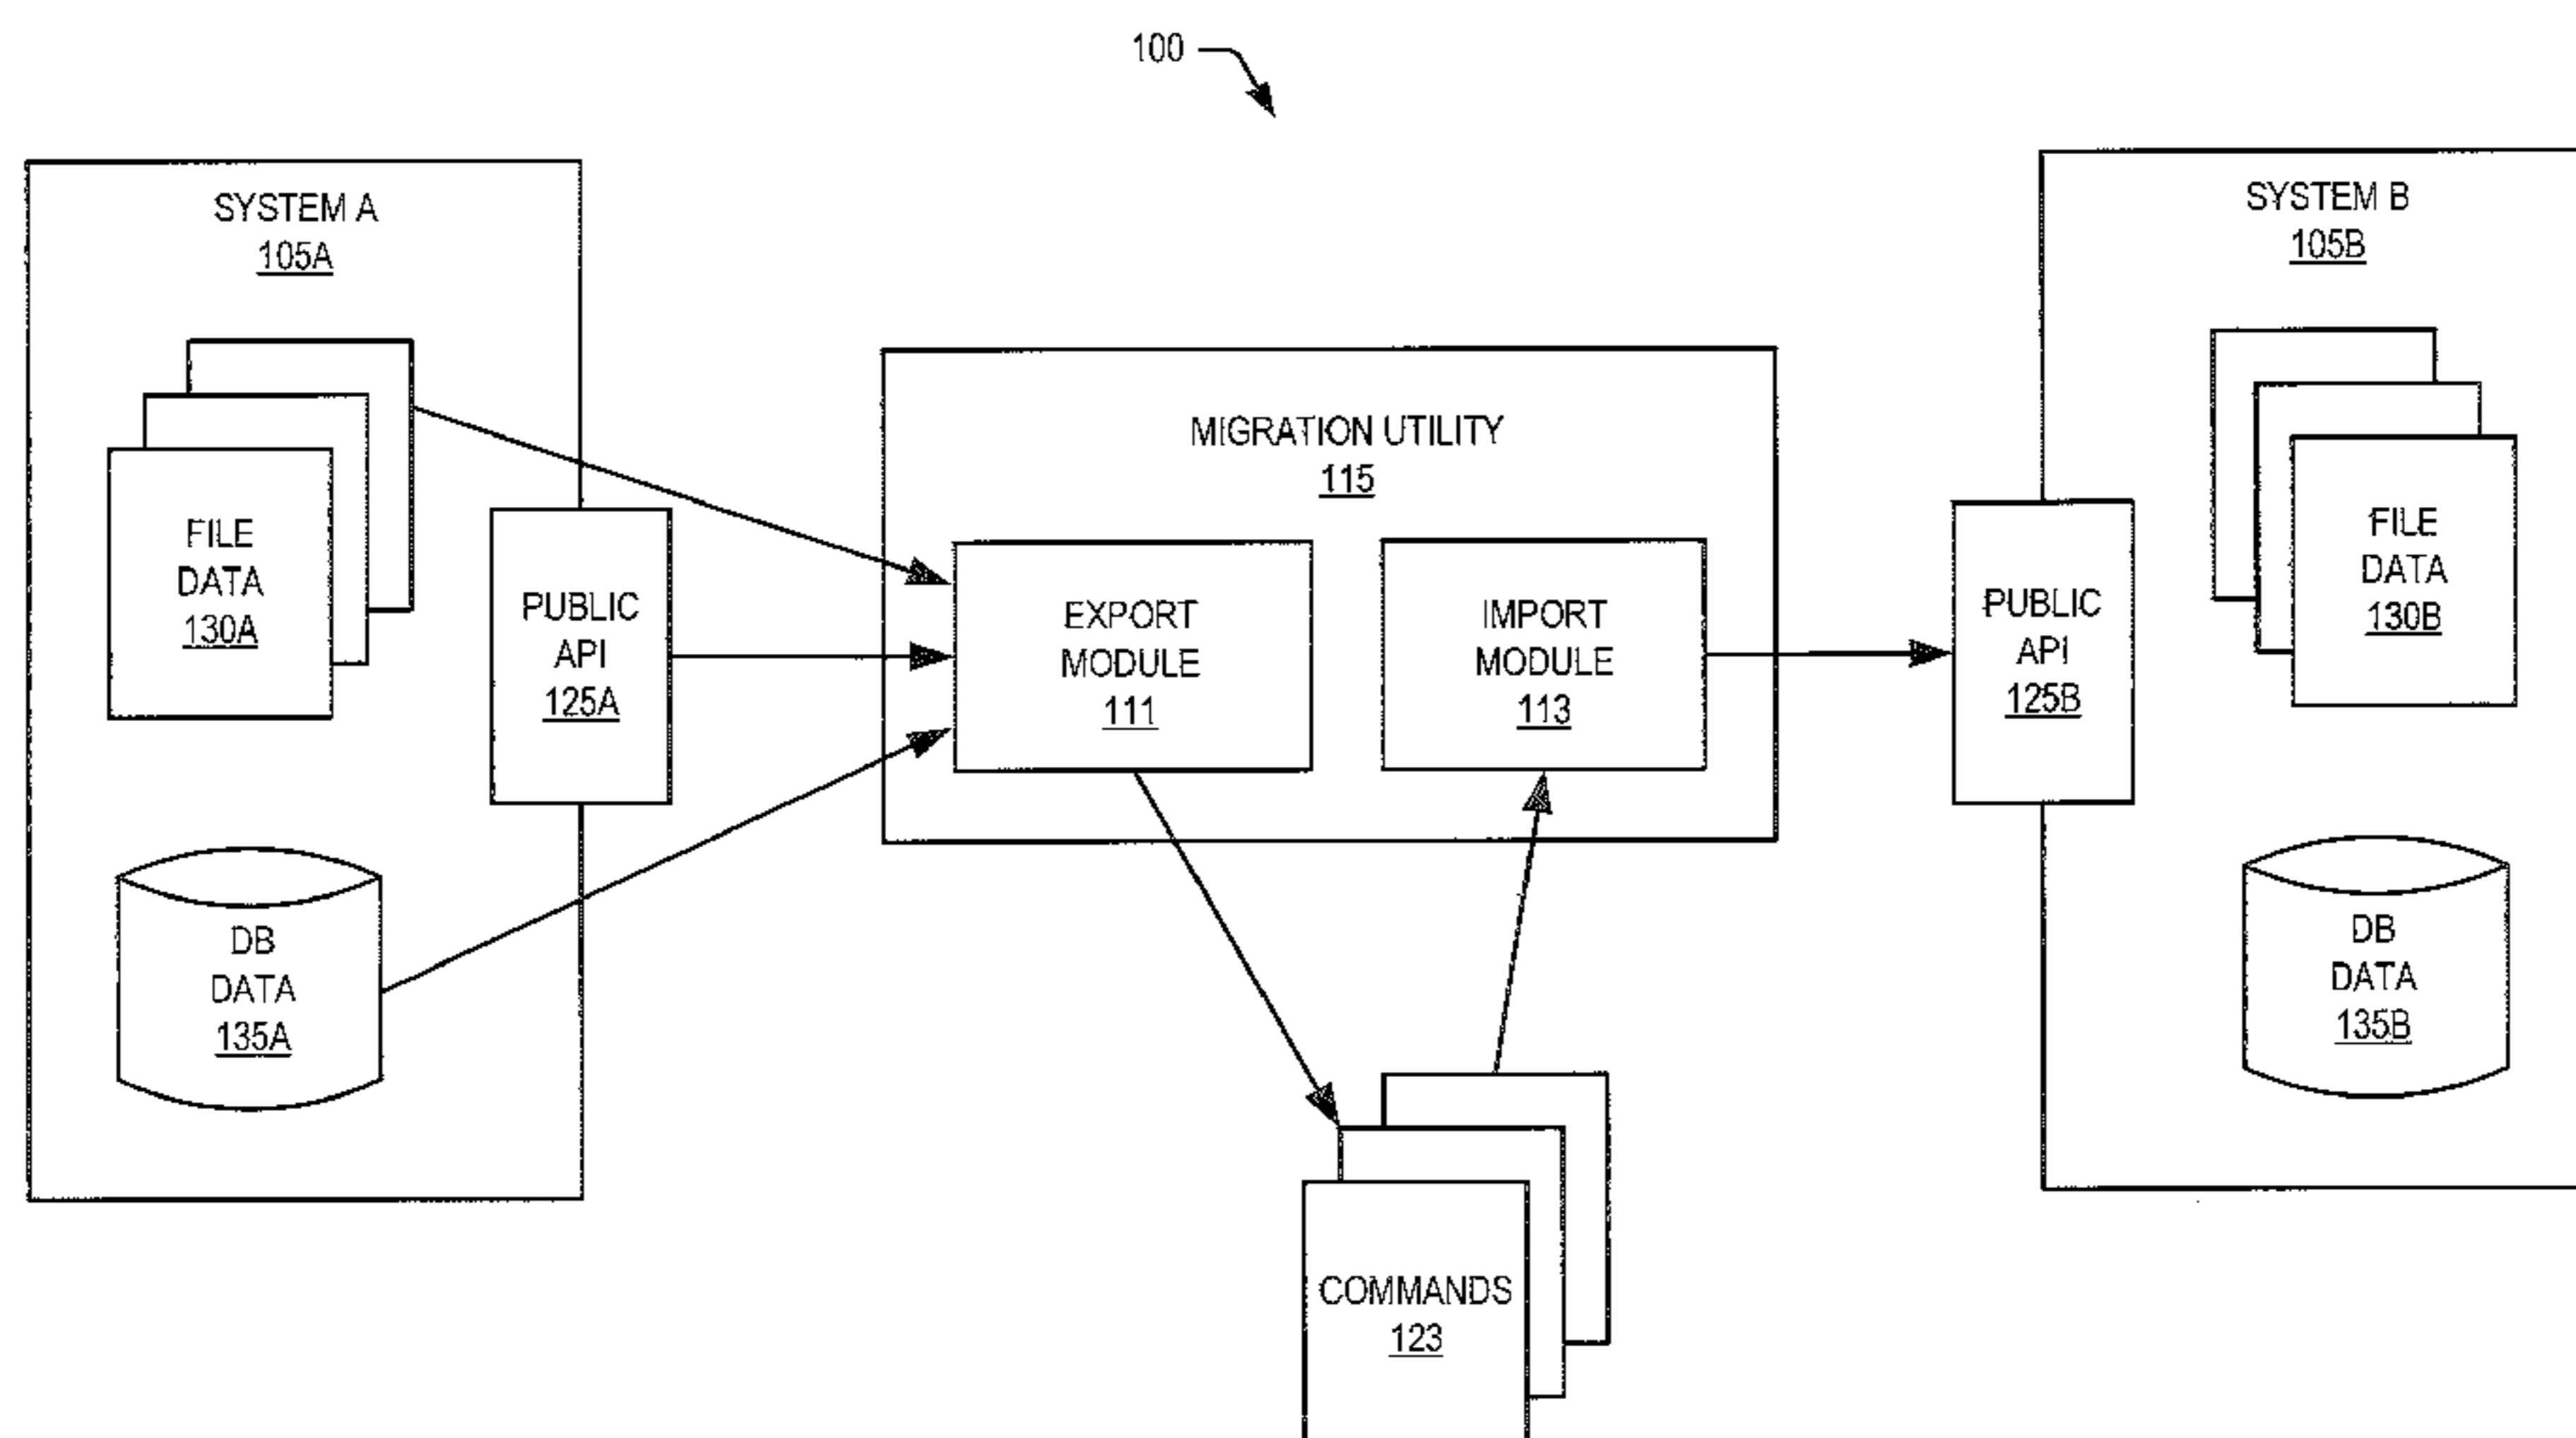 100
SYSTEM A
105A
FILE
DATA
130A
PUBLIC
API
125A
DB
DATA
135A
MIGRATION UTILITY
115
EXPORT
MODULE
111
IMPORT
MODULE
113
COMMANDS
123
SYSTEM B
105B
PUBLIC
API
125B
FILE
DATA
130B
DB
DATA
135B